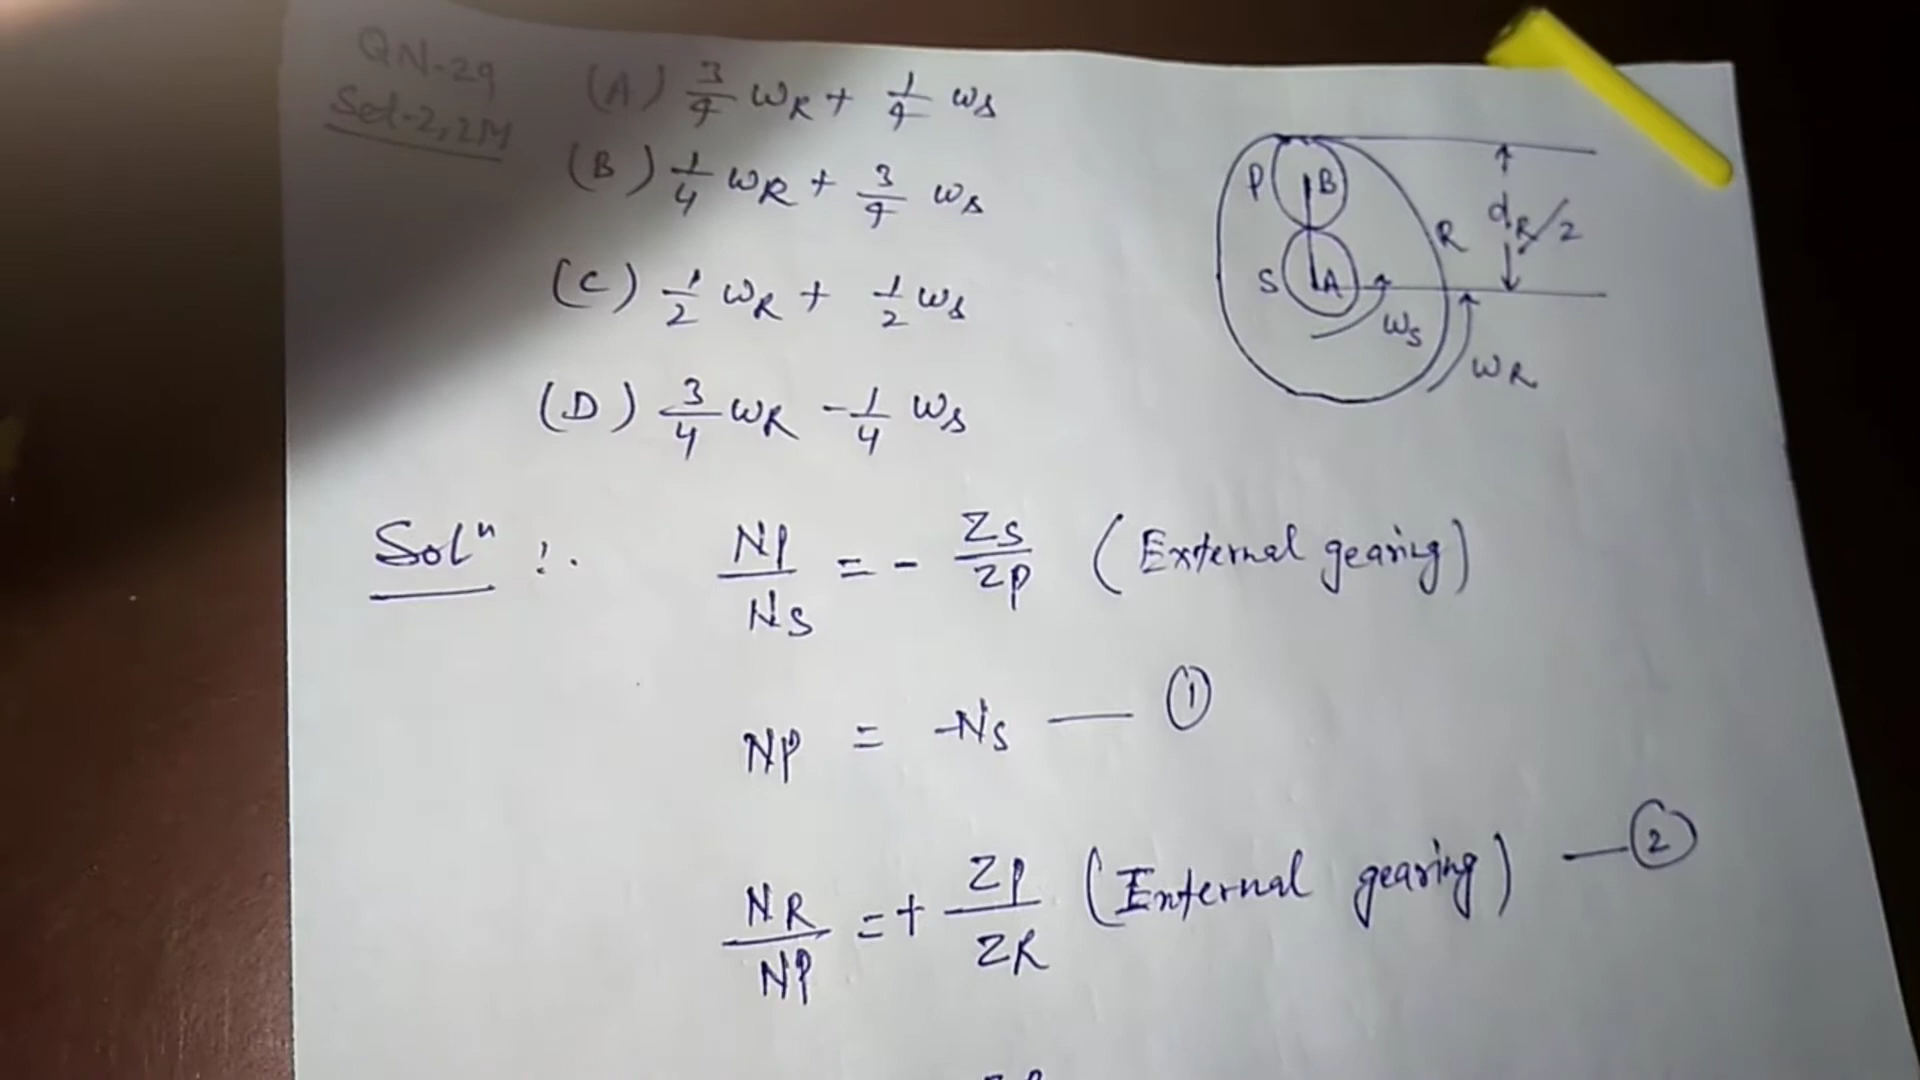 QN-29
Set-2, 2M
(A) 3/4 ωR + 1/4 ωs
(B) 1/4 ωR + 3/4 ωs
(C) 1/2 ωR + 1/2 ωs
(D) 3/4 ωR - 1/4 ωs
P B
S A
R
dR/2
ωs
ωR
Solⁿ :. NP/NS = - ZS/ZP (External gearing)
NP = -NS — ①
NR/NP = + ZP/ZR (External gearing) — ②